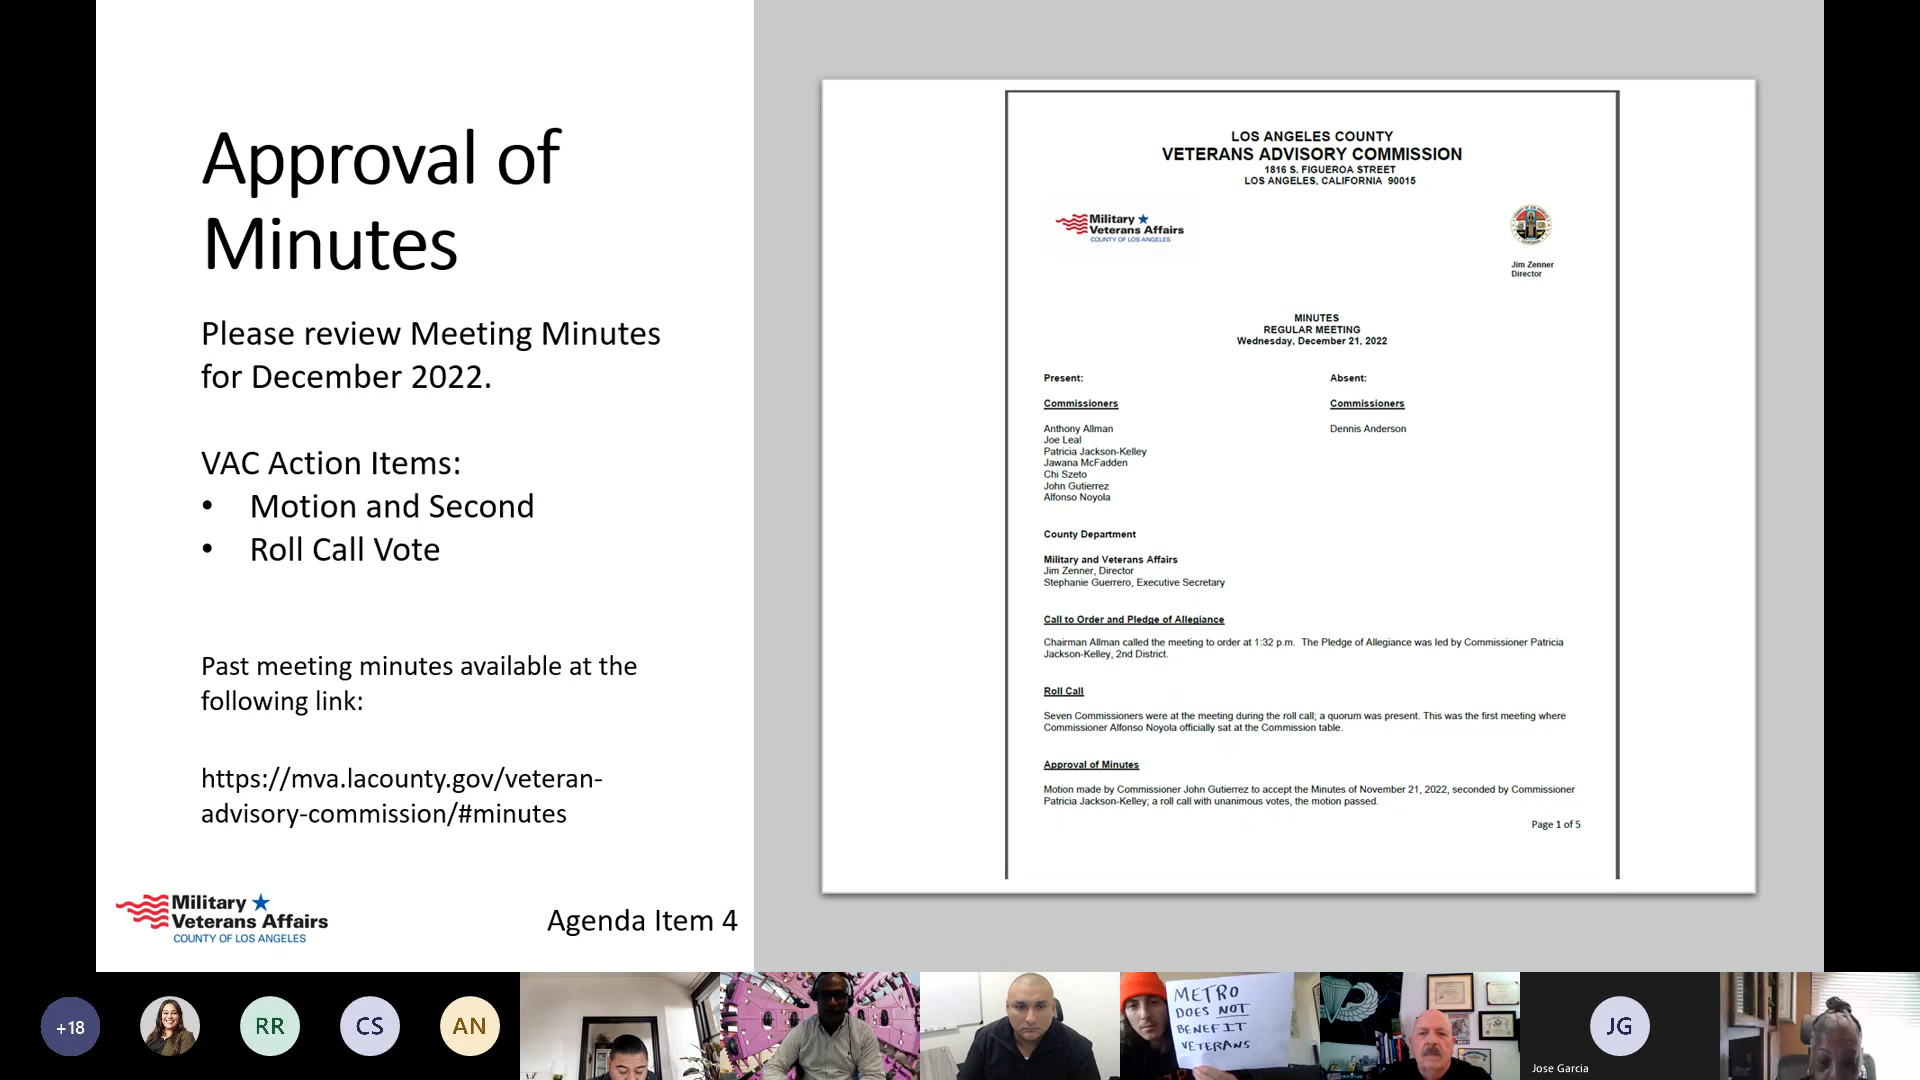 Approval of
Minutes
Please review Meeting Minutes
for December 2022.
VAC Action Items:
• Motion and Second
• Roll Call Vote
Past meeting minutes available at the
following link:
https://mva.lacounty.gov/veteran-
advisory-commission/#minutes
Military
Veterans Affairs
COUNTY OF LOS ANGELES
Agenda Item 4
LOS ANGELES COUNTY
VETERANS ADVISORY COMMISSION
1816 S. FIGUEROA STREET
LOS ANGELES, CALIFORNIA 90015
Military
Veterans Affairs
COUNTY OF LOS ANGELES
Jim Zenner
Director
MINUTES
REGULAR MEETING
Wednesday, December 21, 2022
Present:
Commissioners
Anthony Allman
Joe Leal
Patricia Jackson-Kelley
Jawana McFadden
Chi Szeto
John Gutierrez
Alfonso Noyola
Absent:
Commissioners
Dennis Anderson
County Department
Military and Veterans Affairs
Jim Zenner, Director
Stephanie Guerrero, Executive Secretary
Call to Order and Pledge of Allegiance
Chairman Allman called the meeting to order at 1:32 p.m. The Pledge of Allegiance was led by Commissioner Patricia
Jackson-Kelley, 2nd District.
Roll Call
Seven Commissioners were at the meeting during the roll call; a quorum was present. This was the first meeting where
Commissioner Alfonso Noyola officially sat at the Commission table.
Approval of Minutes
Motion made by Commissioner John Gutierrez to accept the Minutes of November 21, 2022, seconded by Commissioner
Patricia Jackson-Kelley; a roll call with unanimous votes, the motion passed.
Page 1 of 5
+18
RR
CS
AN
METRO
DOES NOT
BENEFIT
VETERANS
JG
Jose Garcia